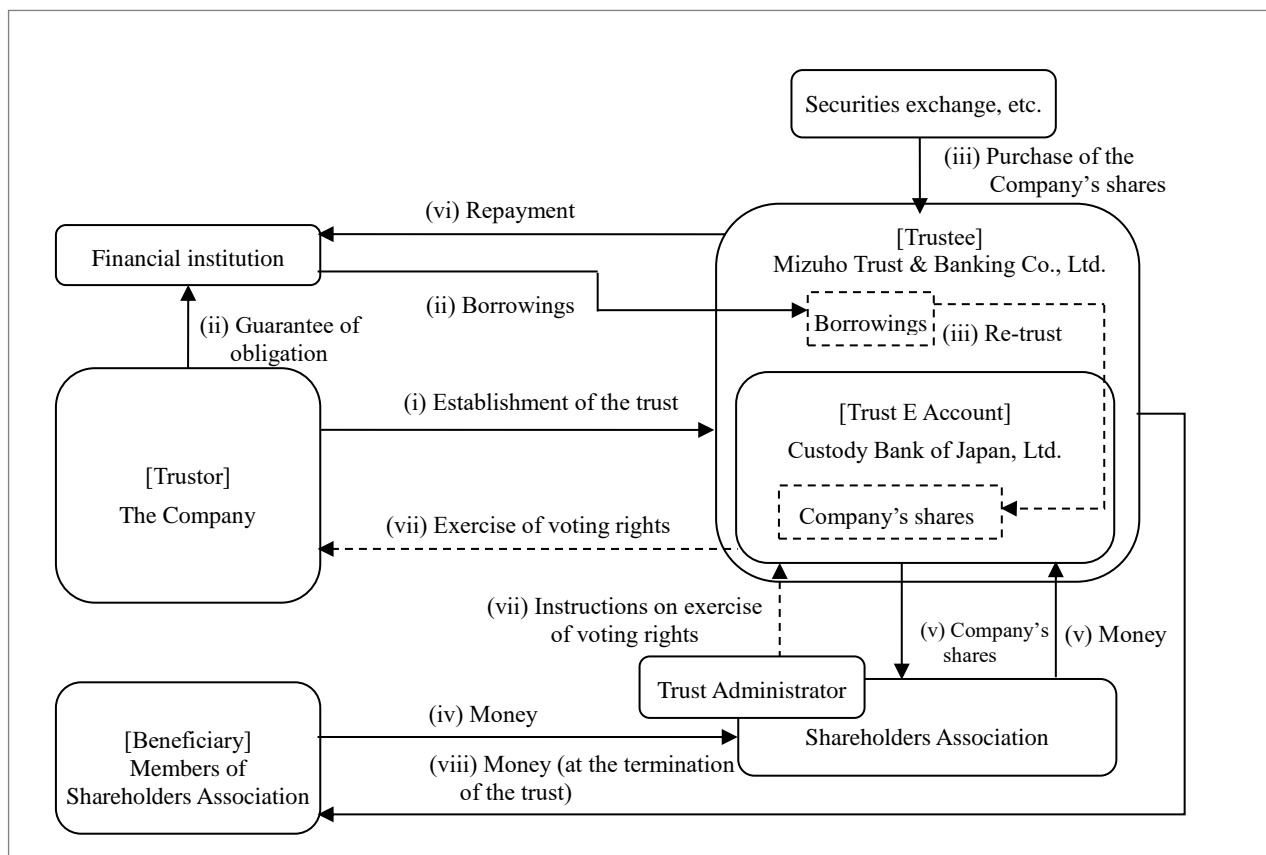 Securities exchange, etc.
(iii) Purchase of the
Company’s shares
(vi) Repayment
[Trustee]
Mizuho Trust & Banking Co., Ltd.
Financial institution
(ii) Borrowings
Borrowings
(iii) Re-trust
(ii) Guarantee of
obligation
(i) Establishment of the trust
[Trust E Account]
Custody Bank of Japan, Ltd.
[Trustor]
The Company
Company’s shares
(vii) Exercise of voting rights
(vii) Instructions on exercise
of voting rights
(v) Company’s
shares
(v) Money
Trust Administrator
(iv) Money
Shareholders Association
[Beneficiary]
Members of
Shareholders Association
(viii) Money (at the termination
of the trust)